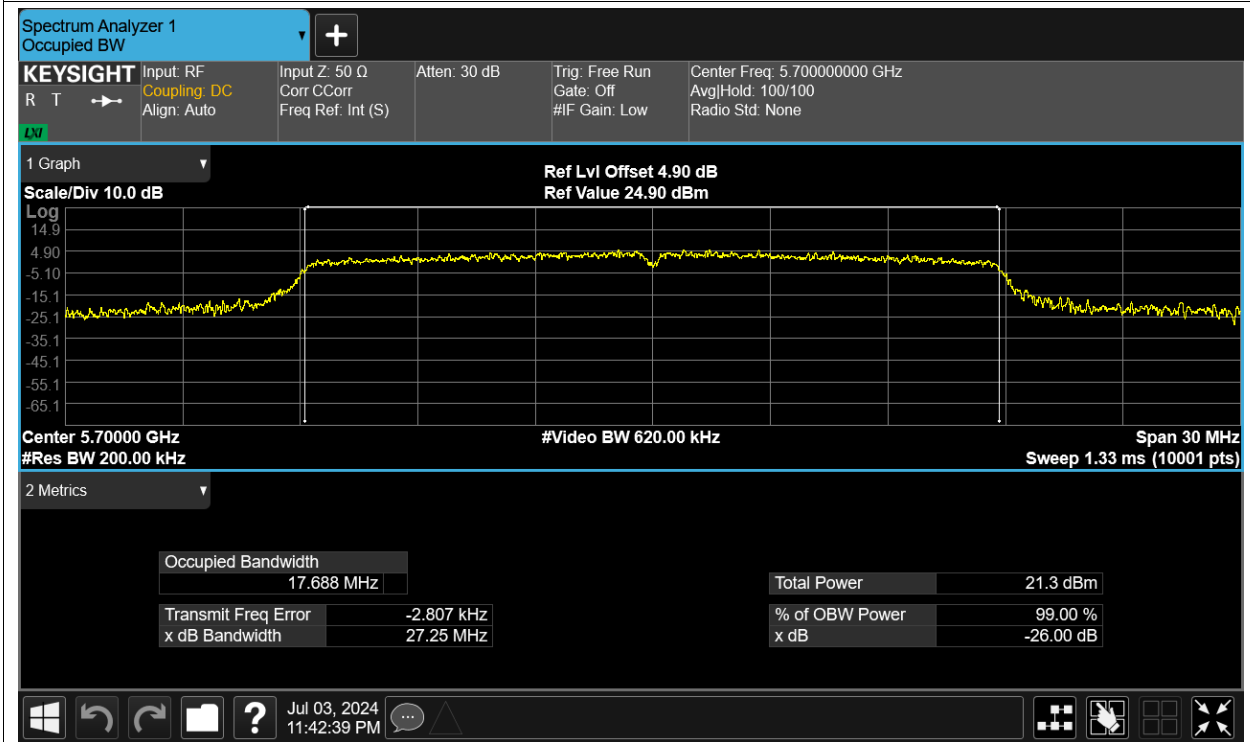 Spectrum Analyzer 1
Occupied BW
KEYSIGHT
R T
LXI
Input: RF
Coupling: DC
Align: Auto
Input Z: 50 Ω
Corr CCorr
Freq Ref: Int (S)
Atten: 30 dB
Trig: Free Run
Gate: Off
#IF Gain: Low
Center Freq: 5.700000000 GHz
Avg|Hold: 100/100
Radio Std: None
1 Graph
Scale/Div 10.0 dB
Ref Lvl Offset 4.90 dB
Ref Value 24.90 dBm
Log
14.9
4.90
-5.10
-15.1
-25.1
-35.1
-45.1
-55.1
-65.1
Center 5.70000 GHz
#Res BW 200.00 kHz
#Video BW 620.00 kHz
Span 30 MHz
Sweep 1.33 ms (10001 pts)
2 Metrics
Occupied Bandwidth
17.688 MHz
Transmit Freq Error -2.807 kHz
x dB Bandwidth 27.25 MHz
Total Power 21.3 dBm
% of OBW Power 99.00 %
x dB -26.00 dB
?
Jul 03, 2024
11:42:39 PM